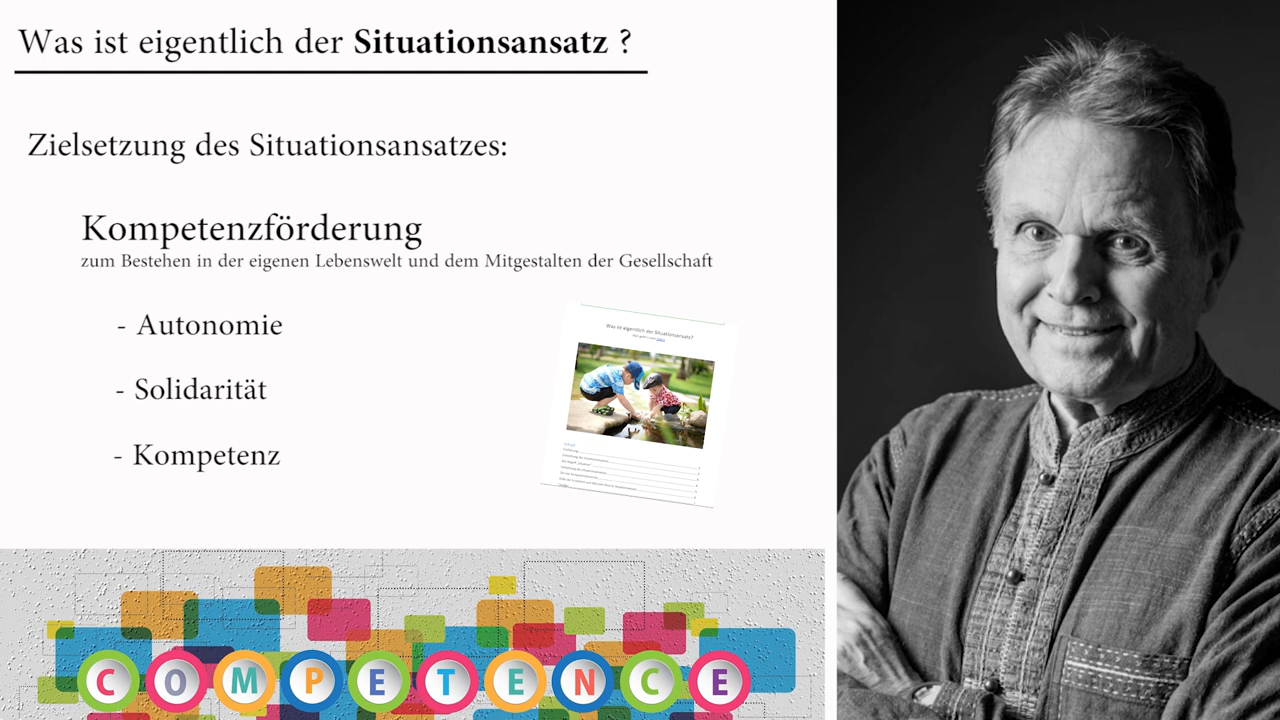 Was ist eigentlich der Situationsansatz ?
Zielsetzung des Situationsansatzes:
Kompetenzförderung
zum Bestehen in der eigenen Lebenswelt und dem Mitgestalten der Gesellschaft
- Autonomie
- Solidarität
- Kompetenz
Was ist eigentlich der Situationsansatz?
Inhalt
COMPETENCE